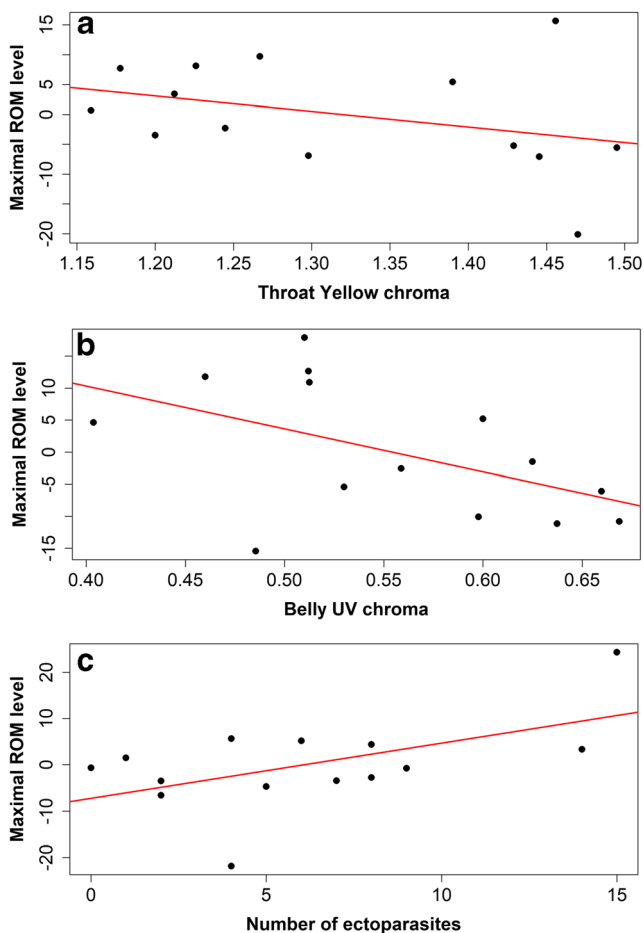 a
Maximal ROM level
15
5
0
-10
-20
1.15 1.20 1.25 1.30 1.35 1.40 1.45 1.50
Throat Yellow chroma
b
Maximal ROM level
10
5
0
-5
-15
0.40 0.45 0.50 0.55 0.60 0.65
Belly UV chroma
c
Maximal ROM level
20
10
0
-10
-20
0 5 10 15
Number of ectoparasites